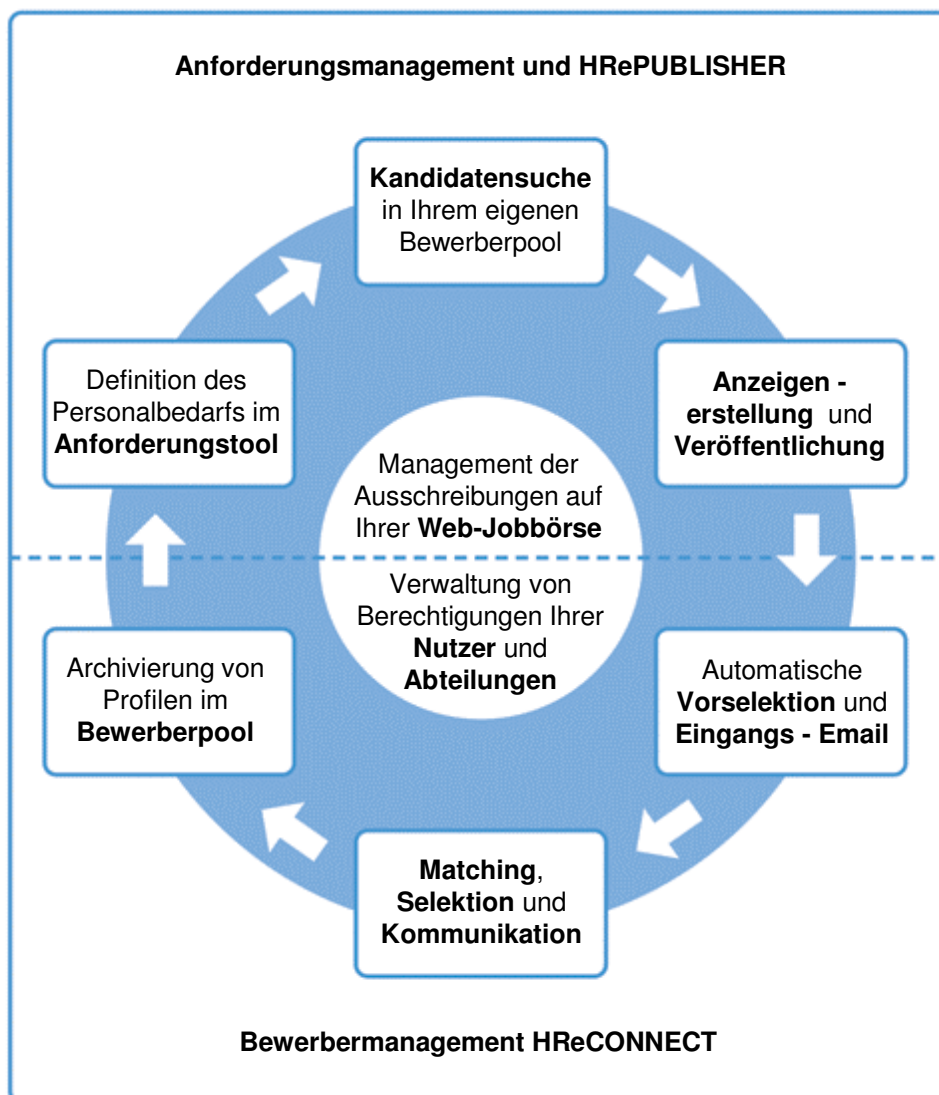 Anforderungsmanagement und HRePUBLISHER
Kandidatensuche
in Ihrem eigenen
Bewerberpool
Definition des
Personalbedarfs im
Anforderungstool
Anzeigen -
erstellung und
Veröffentlichung
Management der
Ausschreibungen auf
Ihrer Web-Jobbörse
Verwaltung von
Berechtigungen Ihrer
Nutzer und
Abteilungen
Archivierung von
Profilen im
Bewerberpool
Automatische
Vorselektion und
Eingangs - Email
Matching,
Selektion und
Kommunikation
Bewerbermanagement HReCONNECT